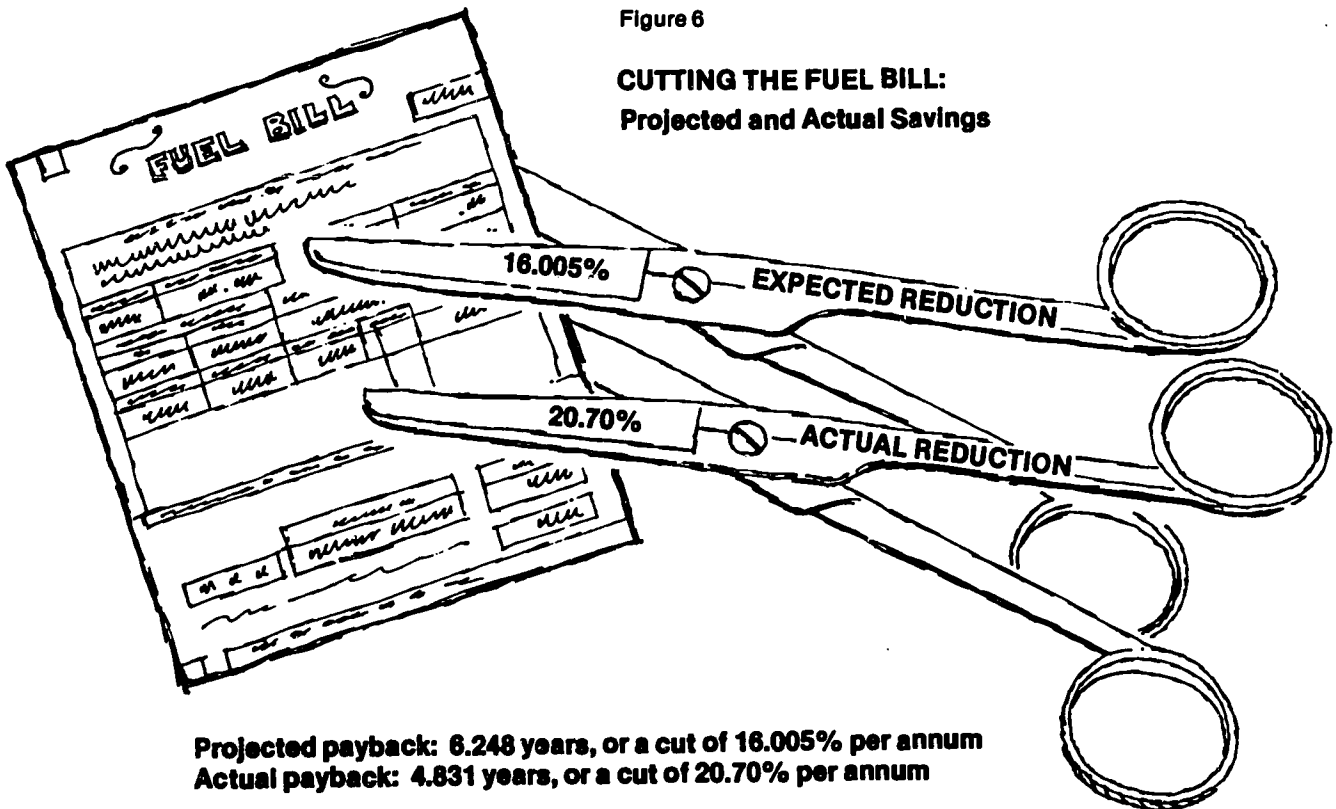 Figure 6
CUTTING THE FUEL BILL:
Projected and Actual Savings
FUEL BILL
16.005%
EXPECTED REDUCTION
20.70%
ACTUAL REDUCTION
Projected payback: 6.248 years, or a cut of 16.005% per annum
Actual payback: 4.831 years, or a cut of 20.70% per annum